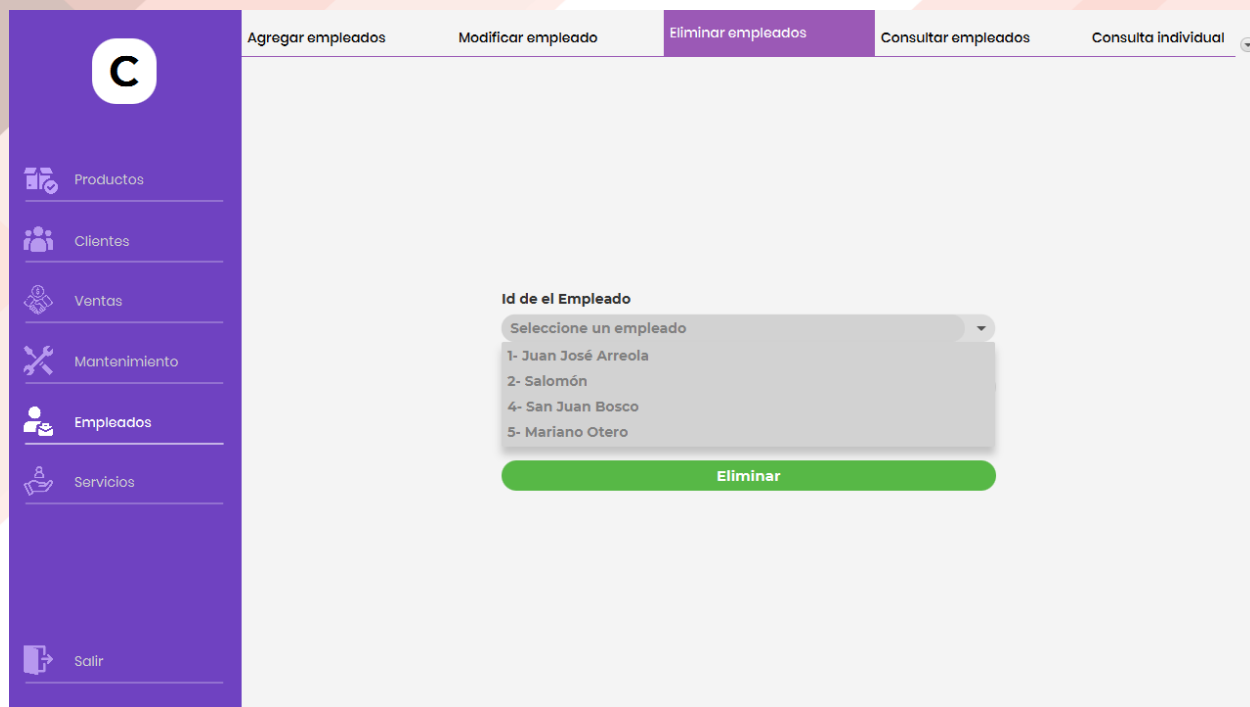 C
Productos
Clientes
Ventas
Mantenimiento
Empleados
Servicios
Salir
Agregar empleados
Modificar empleado
Eliminar empleados
Consultar empleados
Consulta individual
Id de el Empleado
Seleccione un empleado
1- Juan José Arreola
2- Salomón
4- San Juan Bosco
5- Mariano Otero
Eliminar